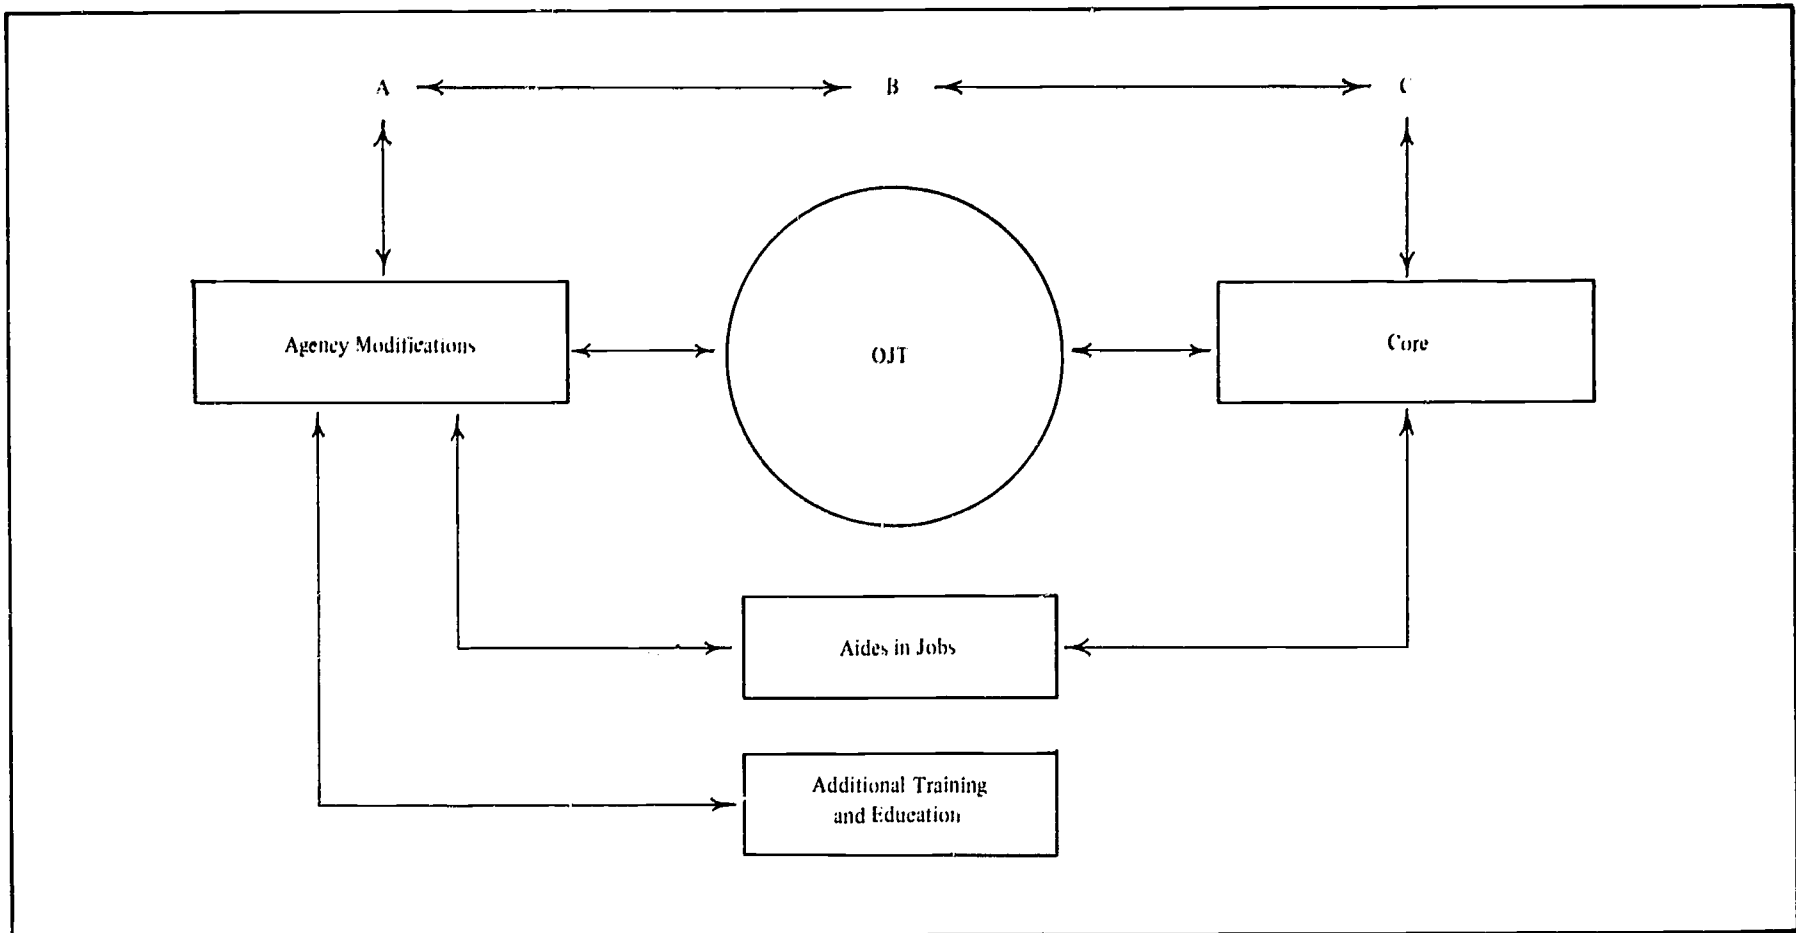 A
B
C
Agency Modifications
OJT
Core
Aides in Jobs
Additional Training
and Education